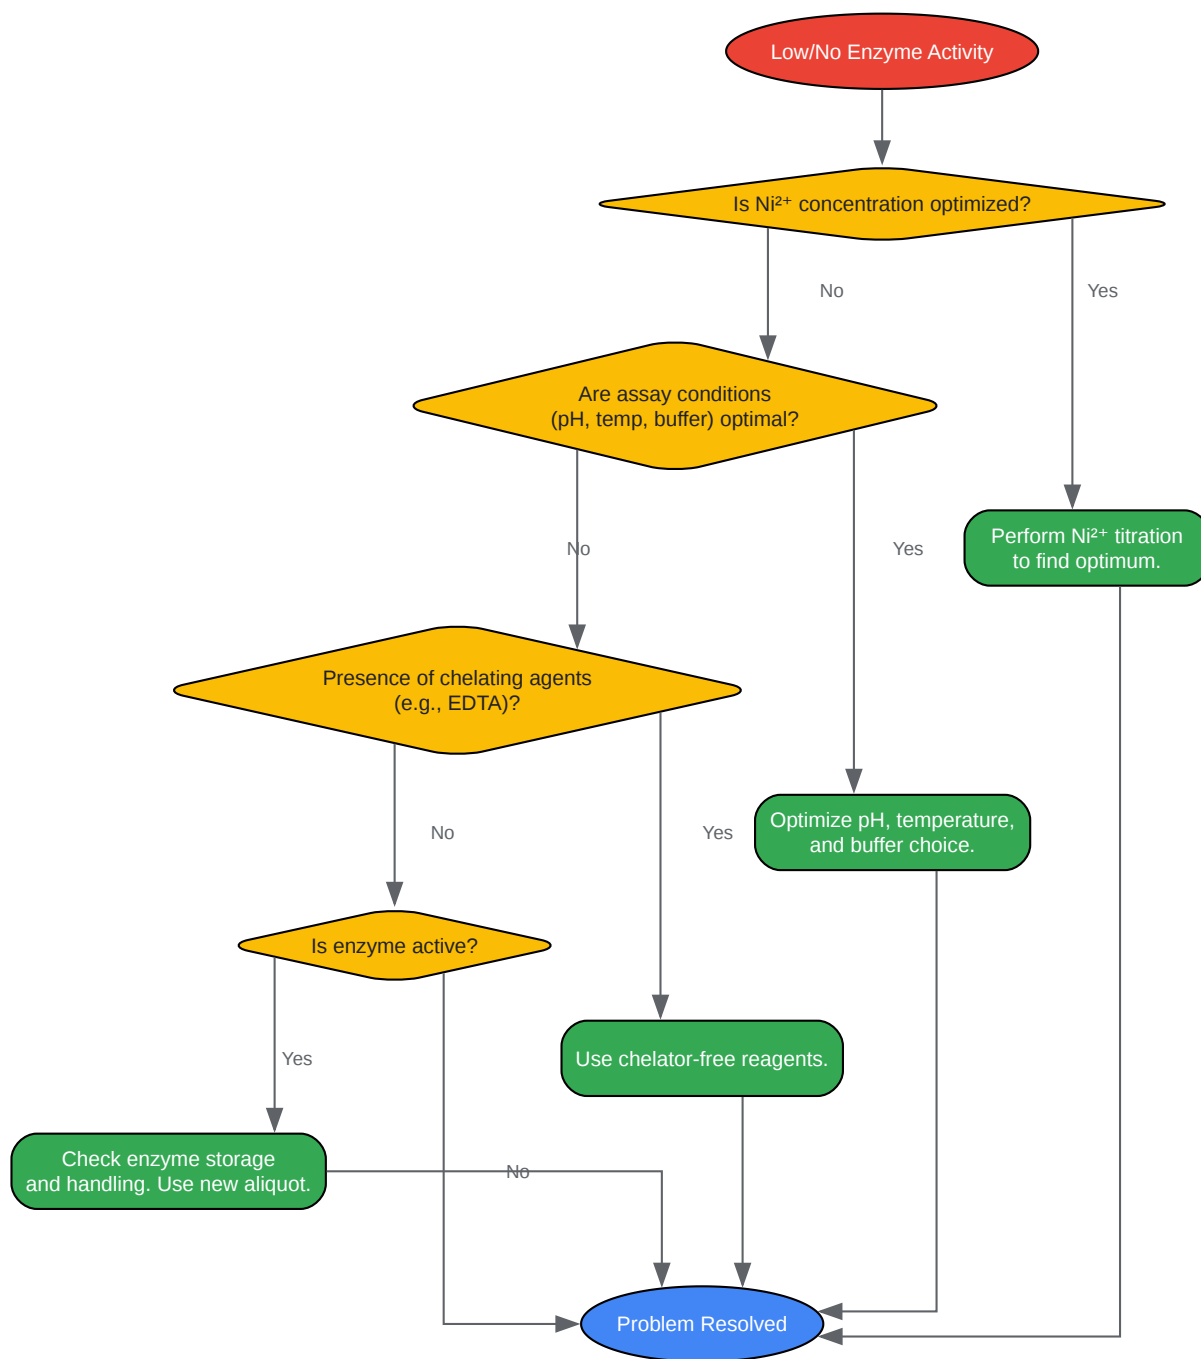 Low/No Enzyme Activity
Is Ni²⁺ concentration optimized?
No
Yes
Are assay conditions
(pH, temp, buffer) optimal?
No
Yes
Perform Ni²⁺ titration
to find optimum.
Presence of chelating agents
(e.g., EDTA)?
No
Yes
Optimize pH, temperature,
and buffer choice.
Is enzyme active?
Yes
Use chelator-free reagents.
Check enzyme storage
and handling. Use new aliquot.
No
Problem Resolved